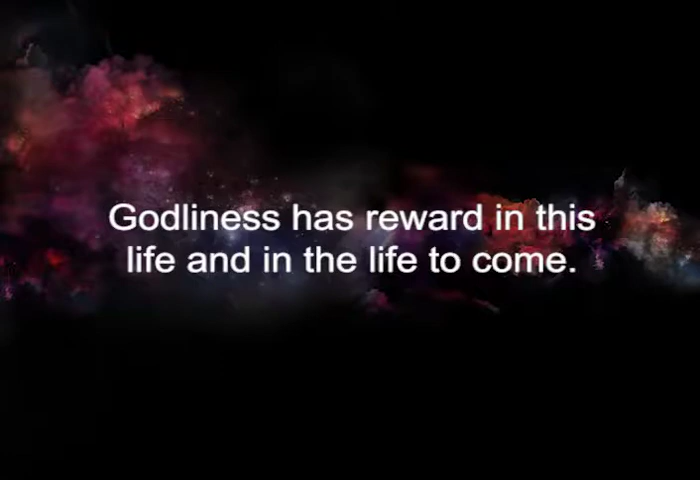 Godliness has reward in this
life and in the life to come.